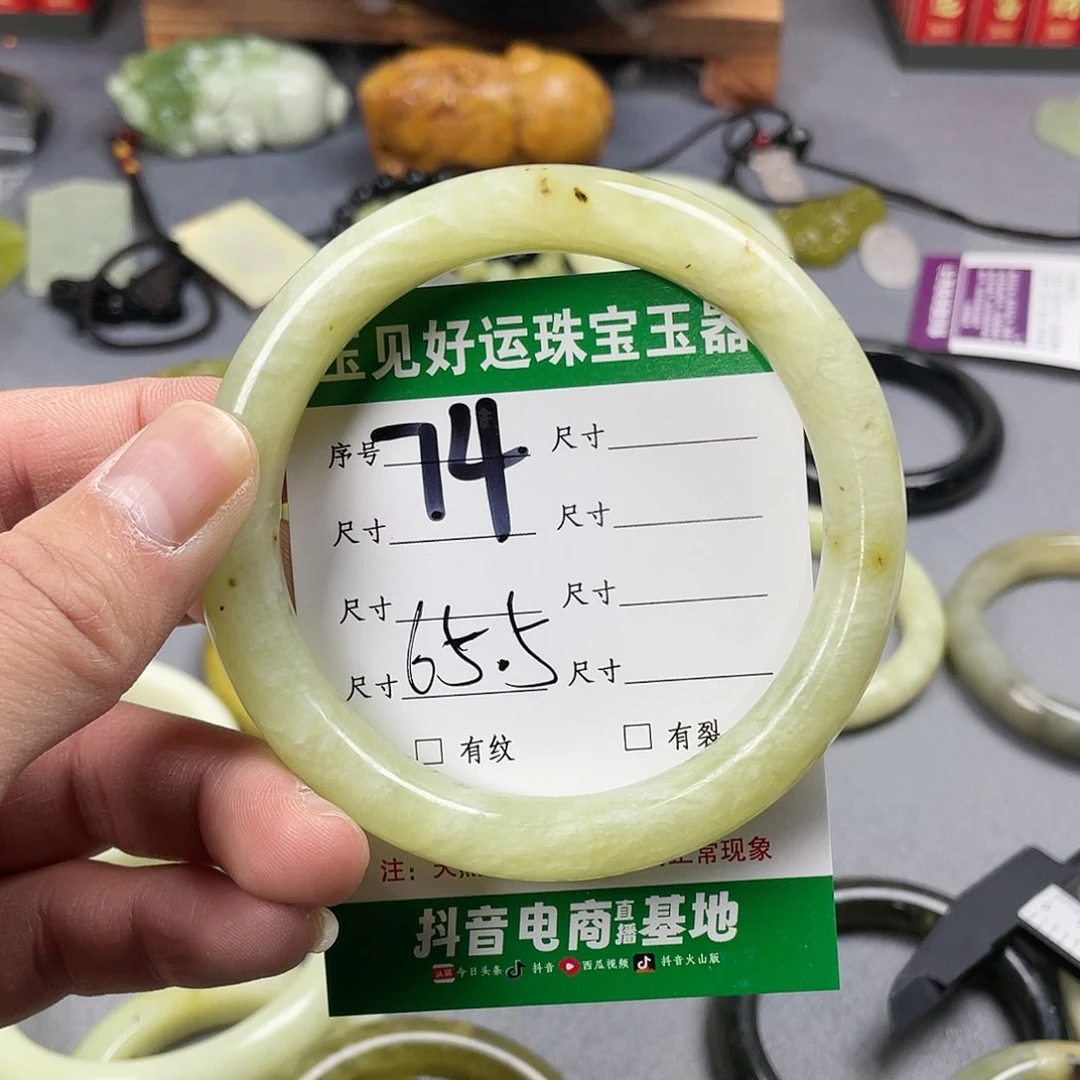 见好运珠宝玉器
序号 74 尺寸
尺寸 尺寸
尺寸 尺寸
尺寸 65.5 尺寸
□ 有纹 □ 有裂
注： 正常现象
抖音电商直播基地
头条 今日头条 抖音 西瓜视频 抖音火山版